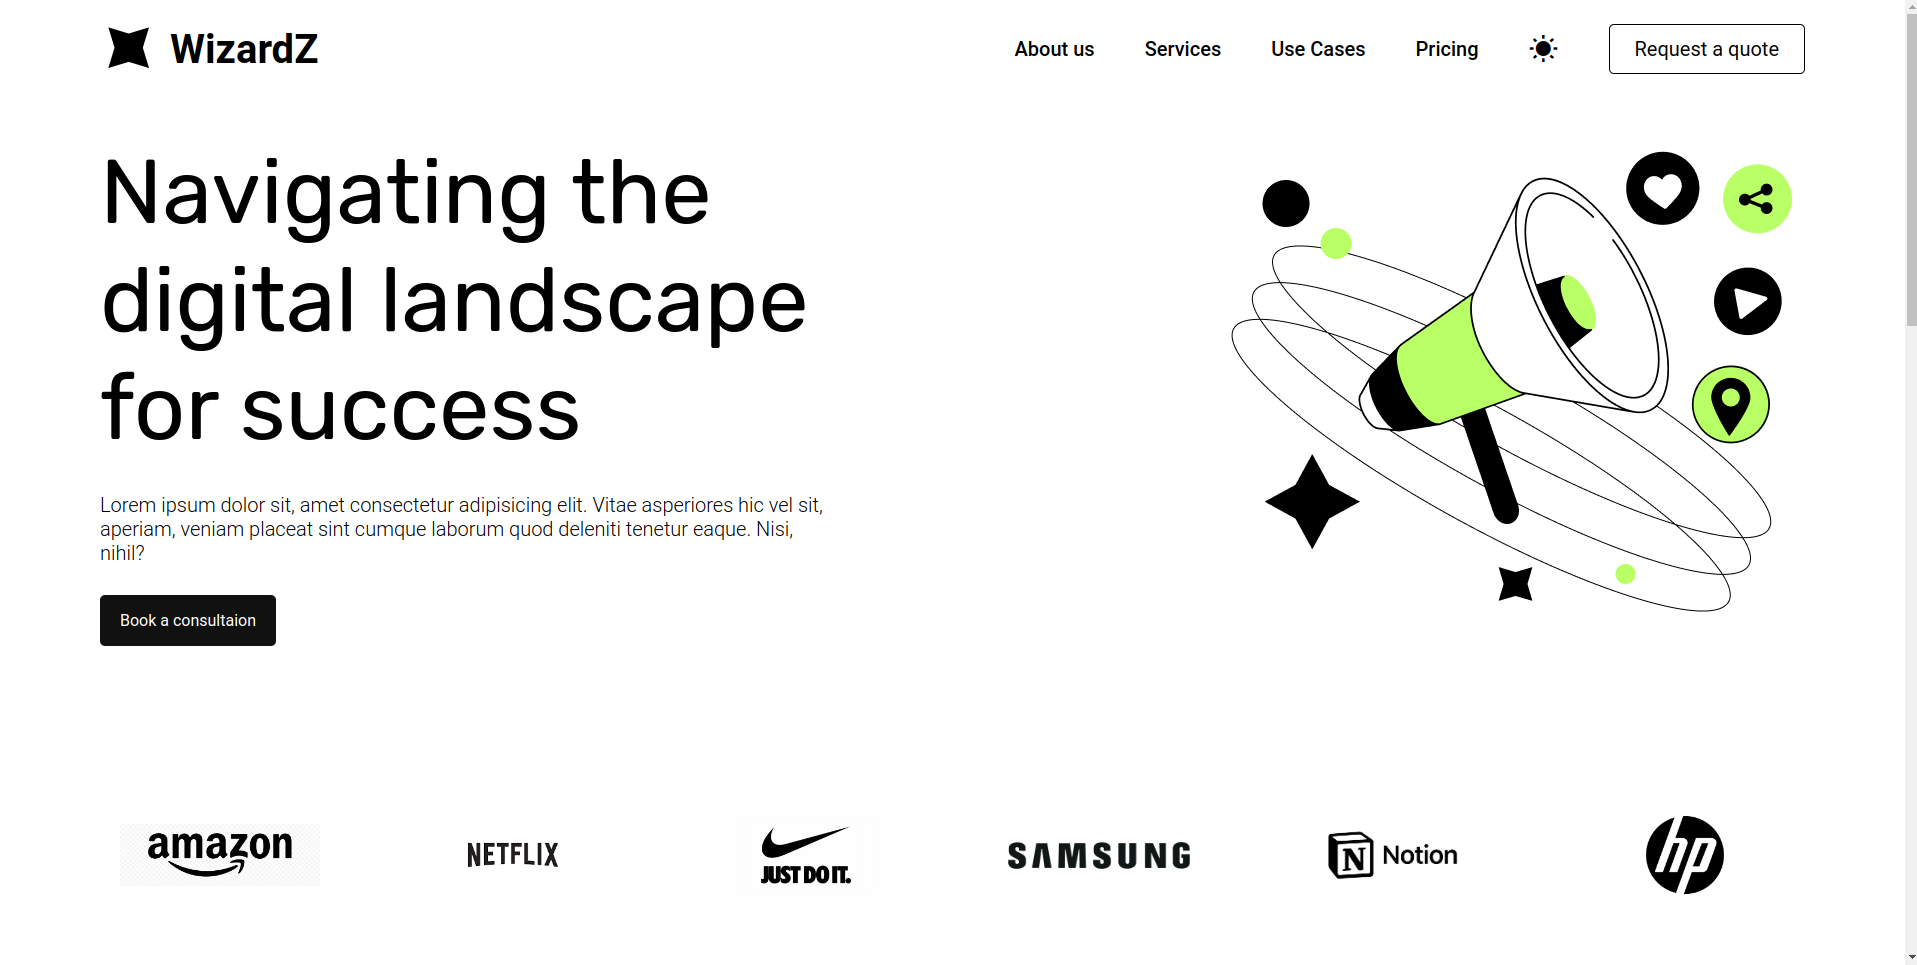 WizardZ
About us
Services
Use Cases
Pricing
Request a quote
Navigating the
digital landscape
for success
Lorem ipsum dolor sit, amet consectetur adipisicing elit. Vitae asperiores hic vel sit,
aperiam, veniam placeat sint cumque laborum quod deleniti tenetur eaque. Nisi,
nihil?
Book a consultaion
amazon
NETFLIX
JUST DO IT.
SAMSUNG
N Notion
hp